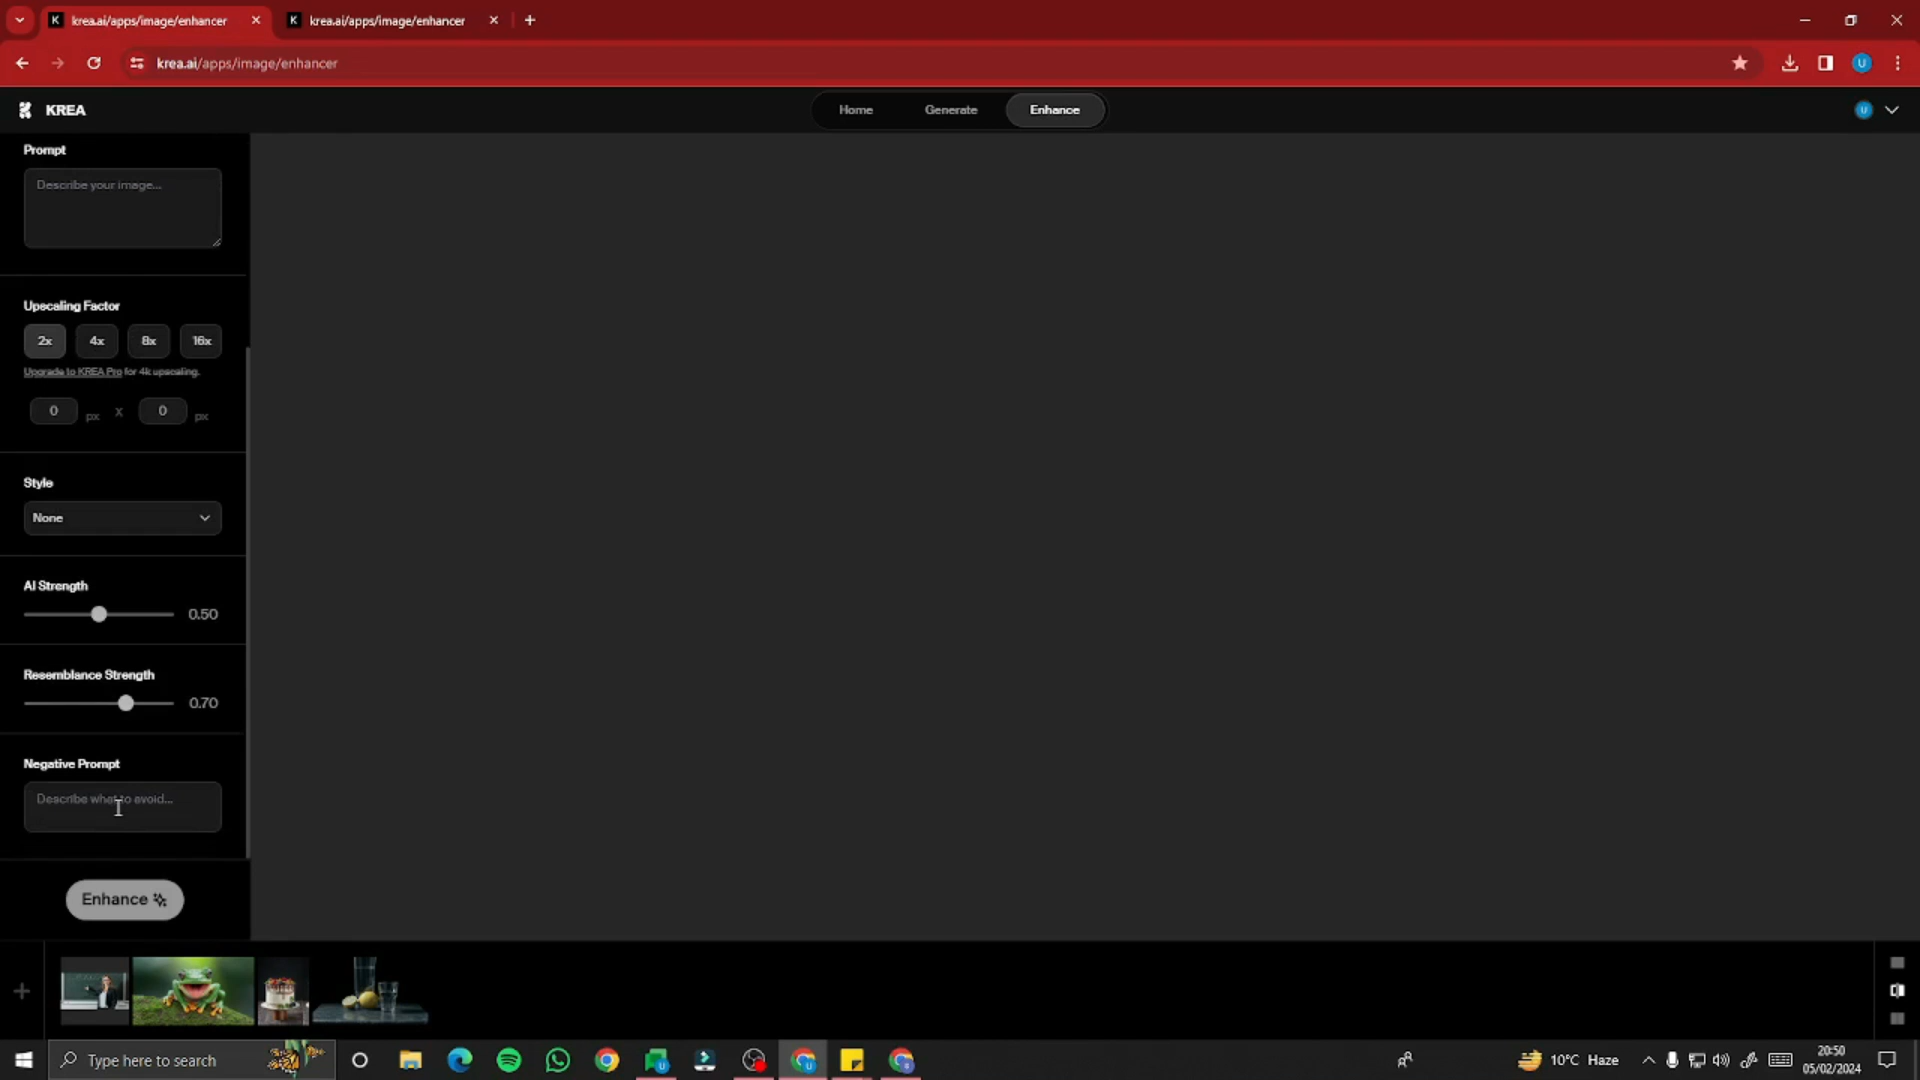 krea.ai/apps/image/enhancer
krea.ai/apps/image/enhancer
krea.ai/apps/image/enhancer
U
KREA
Home
Generate
Enhance
U
Prompt
Describe your image...
Upscaling Factor
2x
4x
8x
16x
Upgrade to KREA Pro for 4k upscaling.
0 px X 0 px
Style
None
AI Strength
0.50
Resemblance Strength
0.70
Negative Prompt
Describe what to avoid...
Enhance
Type here to search
10°C Haze
20:50
05/02/2024